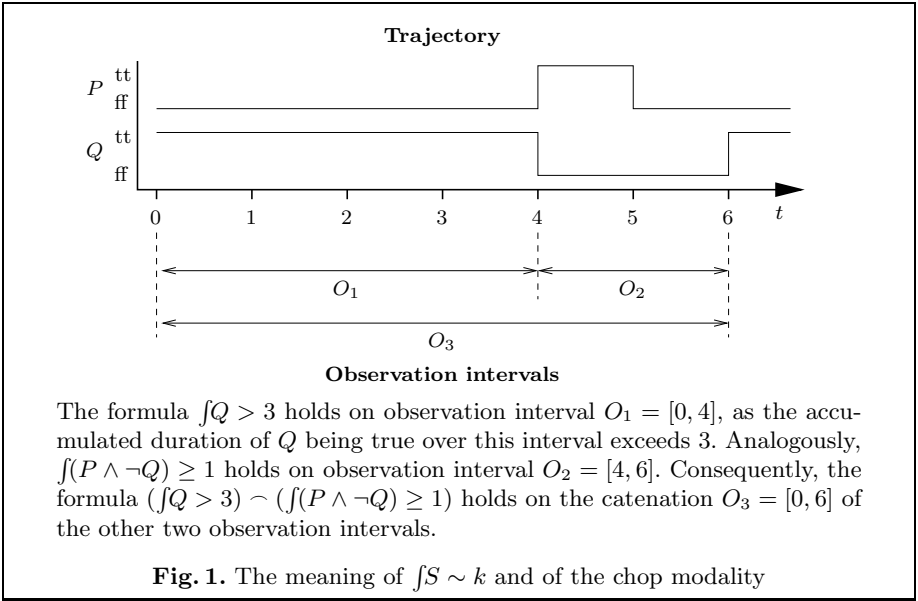 Trajectory
P tt
ff
Q tt
ff
0 1 2 3 4 5 6 t
O₁ O₂
O₃
Observation intervals
The formula ∫Q > 3 holds on observation interval O₁ = [0, 4], as the accu-
mulated duration of Q being true over this interval exceeds 3. Analogously,
∫(P ∧ ¬Q) ≥ 1 holds on observation interval O₂ = [4, 6]. Consequently, the
formula (∫Q > 3) ⌢ (∫(P ∧ ¬Q) ≥ 1) holds on the catenation O₃ = [0, 6] of
the other two observation intervals.
Fig. 1. The meaning of ∫S ∼ k and of the chop modality